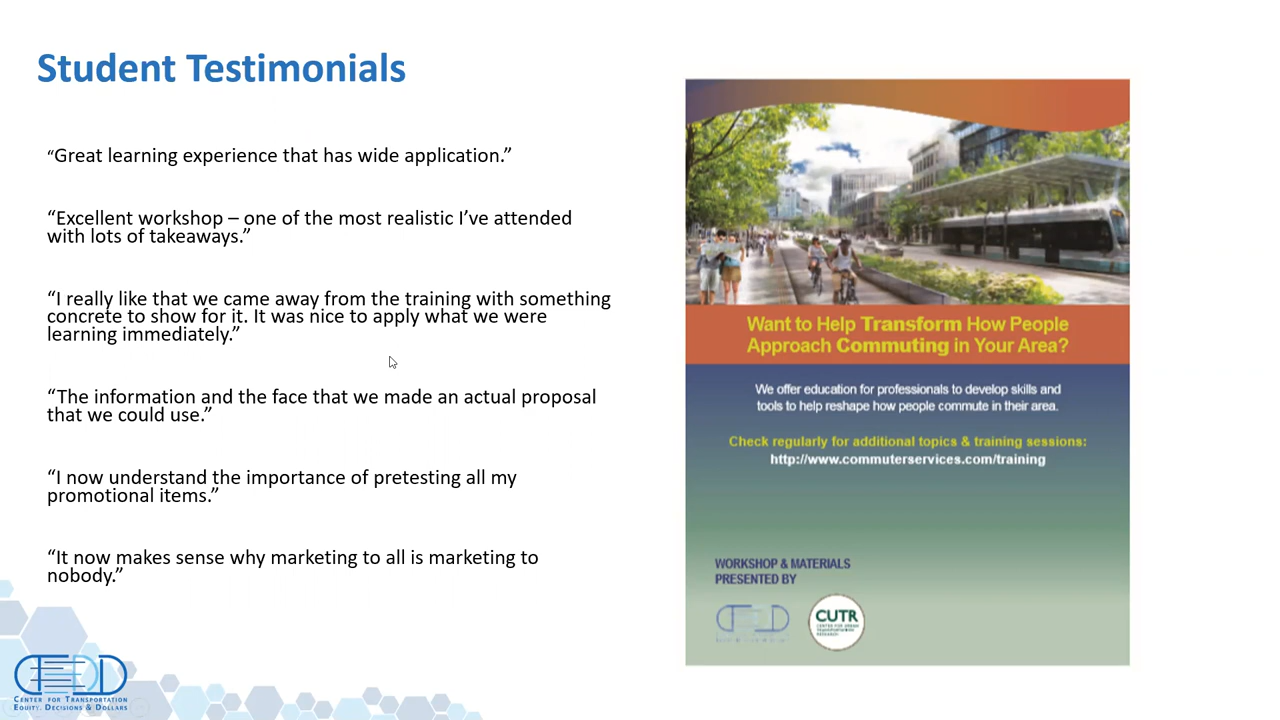 Student Testimonials
“Great learning experience that has wide application.”
“Excellent workshop – one of the most realistic I’ve attended
with lots of takeaways.”
“I really like that we came away from the training with something
concrete to show for it. It was nice to apply what we were
learning immediately.”
“The information and the face that we made an actual proposal
that we could use.”
“I now understand the importance of pretesting all my
promotional items.”
“It now makes sense why marketing to all is marketing to
nobody.”
CENTER FOR TRANSPORTATION
EQUITY, DECISIONS & DOLLARS
Want to Help Transform How People
Approach Commuting in Your Area?
We offer education for professionals to develop skills and
tools to help reshape how people commute in their area.
Check regularly for additional topics & training sessions:
http://www.commuterservices.com/training
WORKSHOP & MATERIALS
PRESENTED BY
CUTR
CENTER FOR URBAN
TRANSPORTATION
RESEARCH